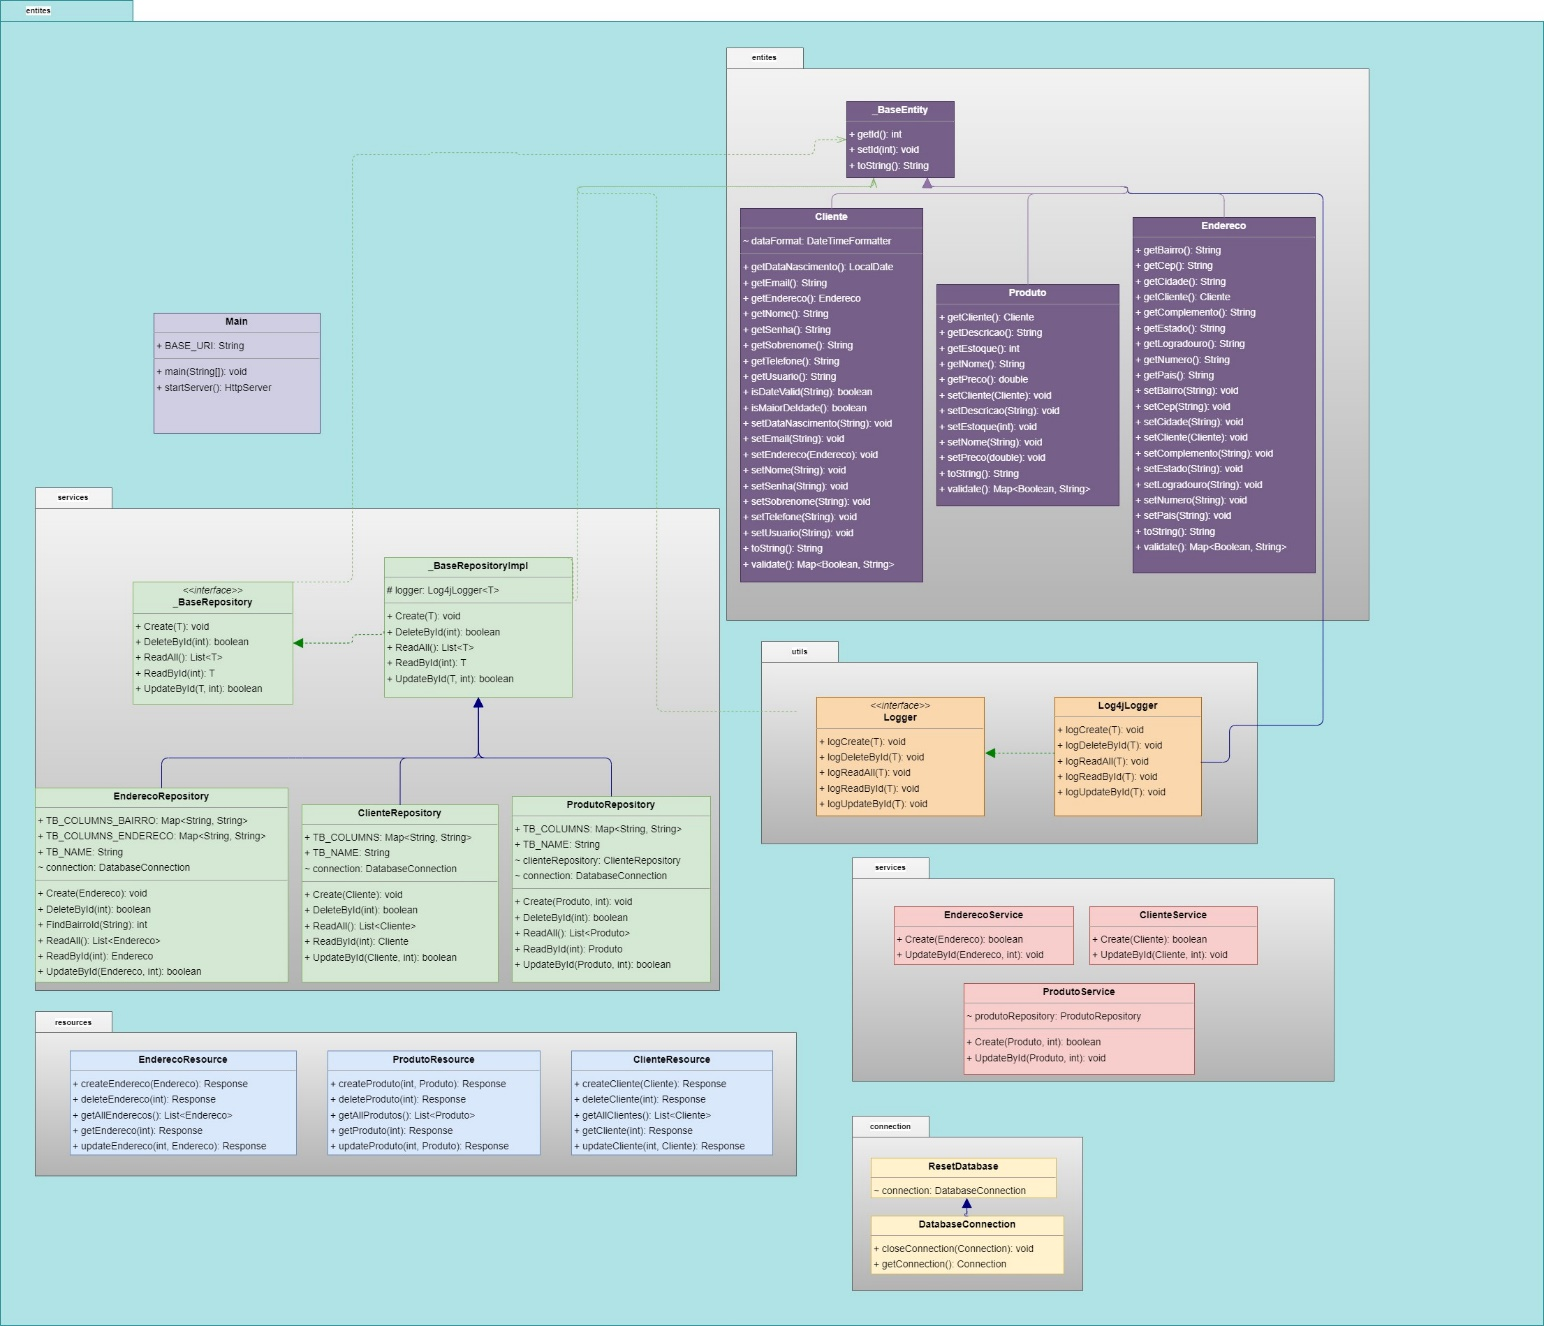 entites
entites
_BaseEntity
+ getId(): int
+ setId(int): void
+ toString(): String
Cliente
~ dataFormat: DateTimeFormatter
+ getDataNascimento(): LocalDate
+ getEmail(): String
+ getEndereco(): Endereco
+ getNome(): String
+ getSenha(): String
+ getSobrenome(): String
+ getTelefone(): String
+ getUsuario(): String
+ isDateValid(String): boolean
+ isMaiorDeIdade(): boolean
+ setDataNascimento(String): void
+ setEmail(String): void
+ setEndereco(Endereco): void
+ setNome(String): void
+ setSenha(String): void
+ setSobrenome(String): void
+ setTelefone(String): void
+ setUsuario(String): void
+ toString(): String
+ validate(): Map<Boolean, String>
Produto
+ getCliente(): Cliente
+ getDescricao(): String
+ getEstoque(): int
+ getNome(): String
+ getPreco(): double
+ setCliente(Cliente): void
+ setDescricao(String): void
+ setEstoque(int): void
+ setNome(String): void
+ setPreco(double): void
+ toString(): String
+ validate(): Map<Boolean, String>
Endereco
+ getBairro(): String
+ getCep(): String
+ getCidade(): String
+ getCliente(): Cliente
+ getComplemento(): String
+ getEstado(): String
+ getLogradouro(): String
+ getNumero(): String
+ getPais(): String
+ setBairro(String): void
+ setCep(String): void
+ setCidade(String): void
+ setCliente(Cliente): void
+ setComplemento(String): void
+ setEstado(String): void
+ setLogradouro(String): void
+ setNumero(String): void
+ setPais(String): void
+ toString(): String
+ validate(): Map<Boolean, String>
Main
+ BASE_URI: String
+ main(String[]): void
+ startServer(): HttpServer
services
<<interface>>
_BaseRepository
+ Create(T): void
+ DeleteById(int): boolean
+ ReadAll(): List<T>
+ ReadById(int): T
+ UpdateById(T, int): boolean
_BaseRepositoryImpl
# logger: Log4jLogger<T>
+ Create(T): void
+ DeleteById(int): boolean
+ ReadAll(): List<T>
+ ReadById(int): T
+ UpdateById(T, int): boolean
EnderecoRepository
+ TB_COLUMNS_BAIRRO: Map<String, String>
+ TB_COLUMNS_ENDERECO: Map<String, String>
+ TB_NAME: String
~ connection: DatabaseConnection
+ Create(Endereco): void
+ DeleteById(int): boolean
+ FindBairroId(String): int
+ ReadAll(): List<Endereco>
+ ReadById(int): Endereco
+ UpdateById(Endereco, int): boolean
ClienteRepository
+ TB_COLUMNS: Map<String, String>
+ TB_NAME: String
~ connection: DatabaseConnection
+ Create(Cliente): void
+ DeleteById(int): boolean
+ ReadAll(): List<Cliente>
+ ReadById(int): Cliente
+ UpdateById(Cliente, int): boolean
ProdutoRepository
+ TB_COLUMNS: Map<String, String>
+ TB_NAME: String
~ clienteRepository: ClienteRepository
~ connection: DatabaseConnection
+ Create(Produto, int): void
+ DeleteById(int): boolean
+ ReadAll(): List<Produto>
+ ReadById(int): Produto
+ UpdateById(Produto, int): boolean
utils
<<interface>>
Logger
+ logCreate(T): void
+ logDeleteById(T): void
+ logReadAll(T): void
+ logReadById(T): void
+ logUpdateById(T): void
Log4jLogger
+ logCreate(T): void
+ logDeleteById(T): void
+ logReadAll(T): void
+ logReadById(T): void
+ logUpdateById(T): void
services
EnderecoService
+ Create(Endereco): boolean
+ UpdateById(Endereco, int): void
ClienteService
+ Create(Cliente): boolean
+ UpdateById(Cliente, int): void
ProdutoService
~ produtoRepository: ProdutoRepository
+ Create(Produto, int): boolean
+ UpdateById(Produto, int): void
resources
EnderecoResource
+ createEndereco(Endereco): Response
+ deleteEndereco(int): Response
+ getAllEnderecos(): List<Endereco>
+ getEndereco(int): Response
+ updateEndereco(int, Endereco): Response
ProdutoResource
+ createProduto(int, Produto): Response
+ deleteProduto(int): Response
+ getAllProdutos(): List<Produto>
+ getProduto(int): Response
+ updateProduto(int, Produto): Response
ClienteResource
+ createCliente(Cliente): Response
+ deleteCliente(int): Response
+ getAllClientes(): List<Cliente>
+ getCliente(int): Response
+ updateCliente(int, Cliente): Response
connection
ResetDatabase
~ connection: DatabaseConnection
DatabaseConnection
+ closeConnection(Connection): void
+ getConnection(): Connection